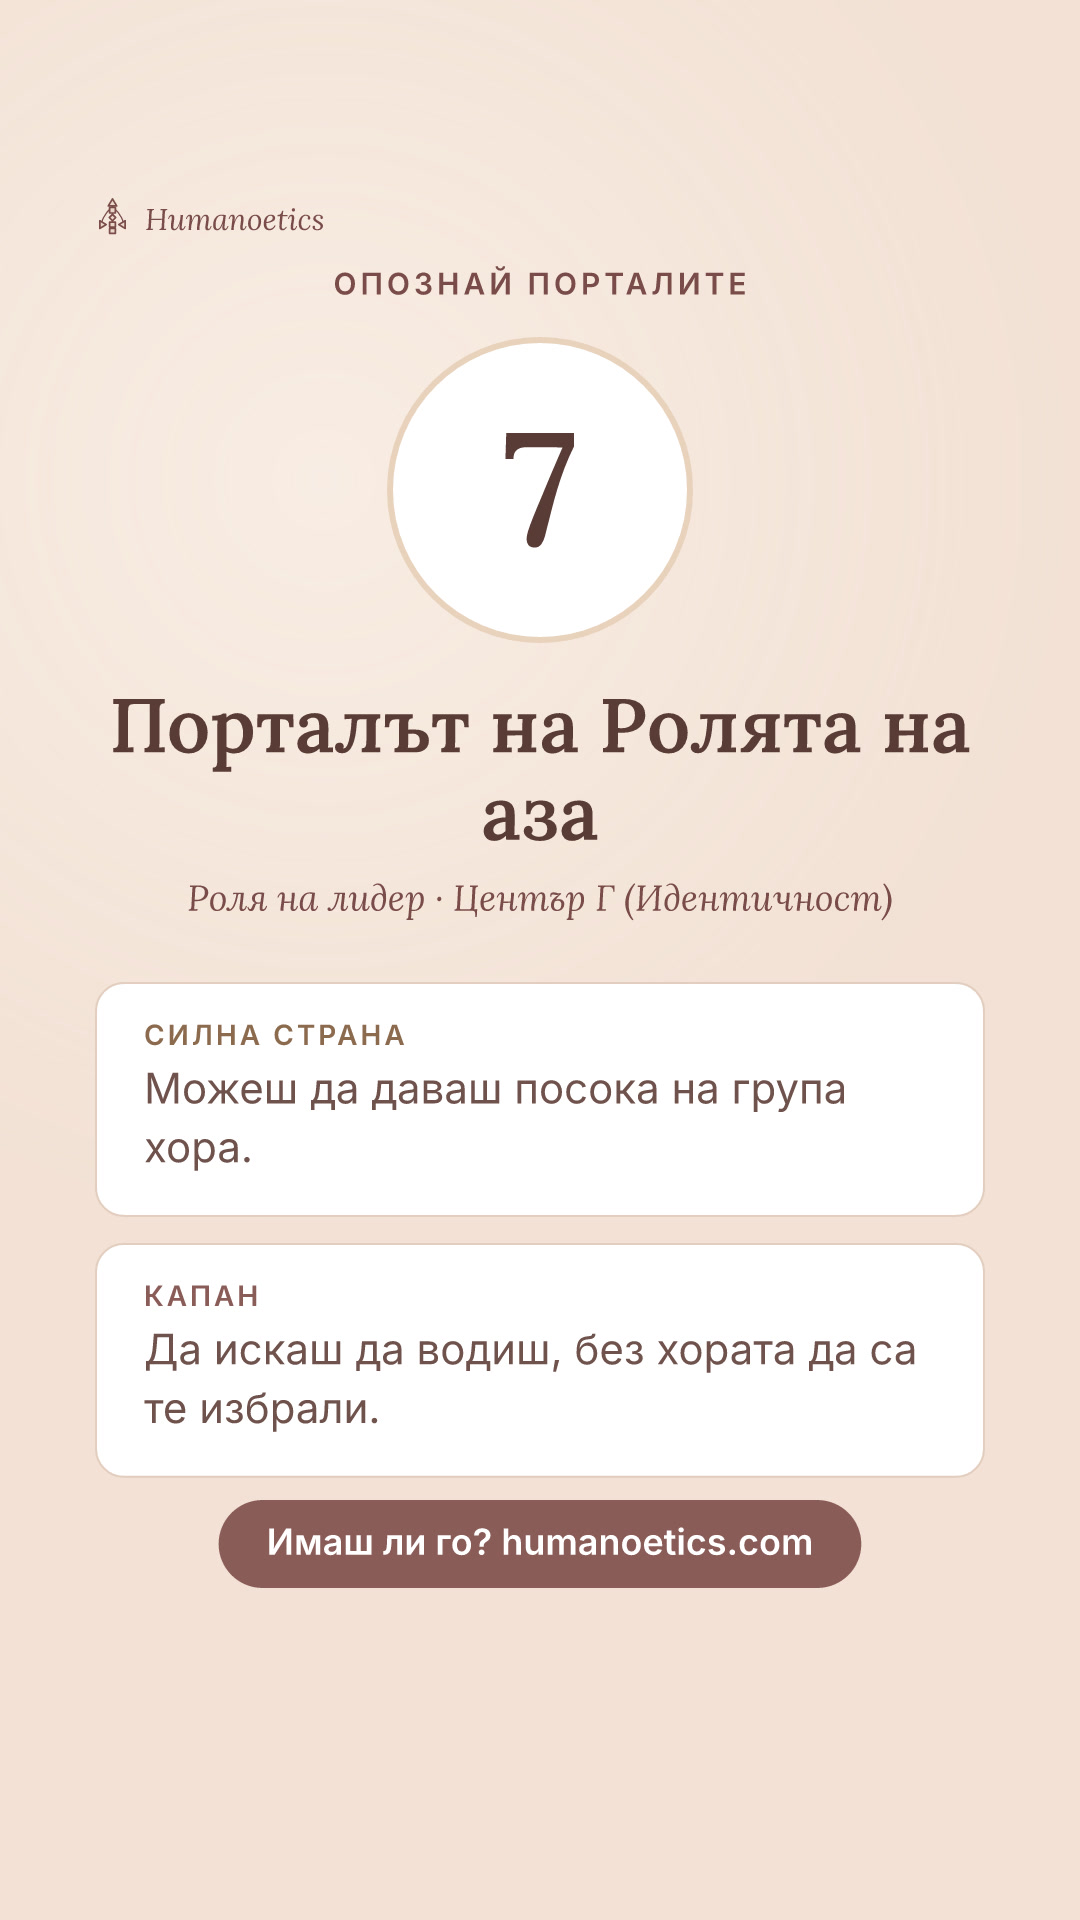 Humanoetics
ОПОЗНАЙ ПОРТАЛИТЕ
7
Порталът на Ролята на
аза
Роля на лидер · Център Г (Идентичност)
СИЛНА СТРАНА
Можеш да даваш посока на група
хора.
КАПАН
Да искаш да водиш, без хората да са
те избрали.
Имаш ли го? humanoetics.com